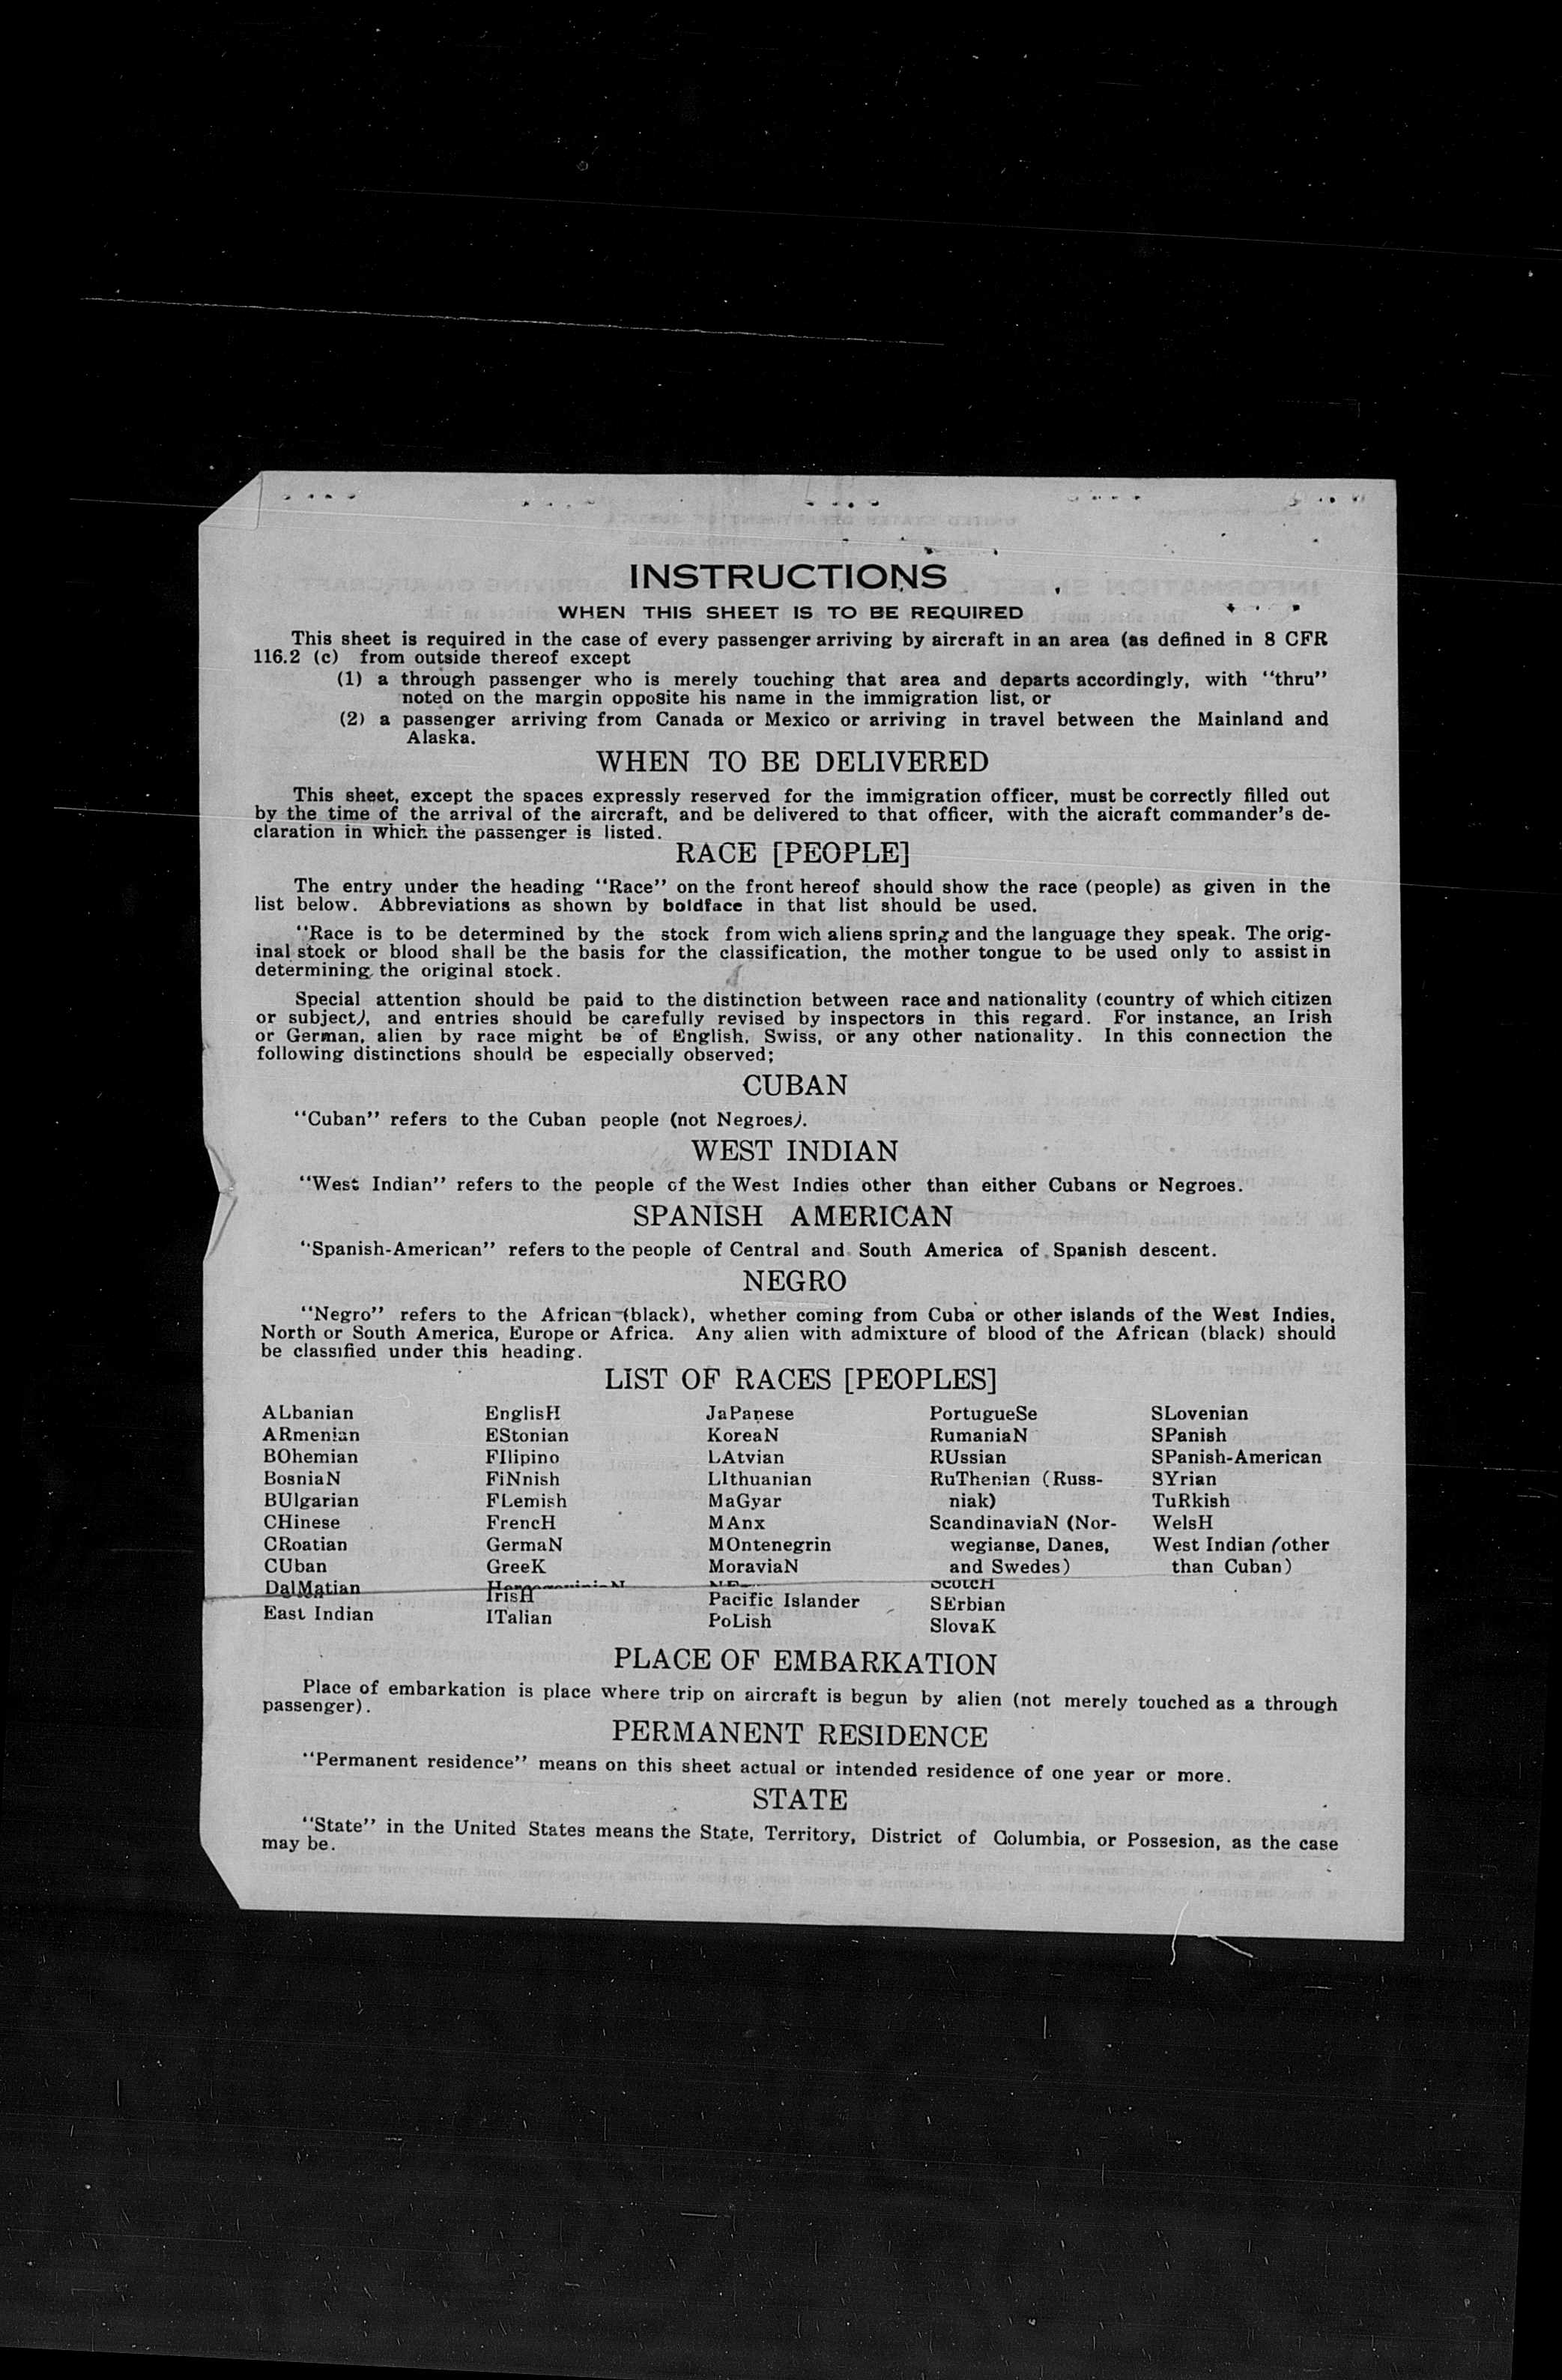 INSTRUCTIONS
WHEN THIS SHEET IS TO BE REQUIRED
This sheet is required in the case of every passenger arriving by aircraft in an area (as defined in 8 CFR
116.2 (c) from outside thereof except
(1) a through passenger who is merely touching that area and departs accordingly, with "thru"
noted on the margin opposite his name in the immigration list, or
(2) a passenger arriving from Canada or Mexico or arriving in travel between the Mainland and
Alaska.
WHEN TO BE DELIVERED
This sheet, except the spaces expressly reserved for the immigration officer, must be correctly filled out
by the time of the arrival of the aircraft, and be delivered to that officer, with the aicraft commander's de-
claration in which the passenger is listed.
RACE [PEOPLE]
The entry under the heading "Race" on the front hereof should show the race (people) as given in the
list below. Abbreviations as shown by boldface in that list should be used.
"Race is to be determined by the stock from wich aliens spring and the language they speak. The orig-
inal stock or blood shall be the basis for the classification, the mother tongue to be used only to assist in
determining the original stock.
Special attention should be paid to the distinction between race and nationality (country of which citizen
or subject), and entries should be carefully revised by inspectors in this regard. For instance, an Irish
or German, alien by race might be of English, Swiss, or any other nationality. In this connection the
following distinctions should be especially observed;
CUBAN
"Cuban" refers to the Cuban people (not Negroes).
WEST INDIAN
"West Indian" refers to the people of the West Indies other than either Cubans or Negroes.
SPANISH AMERICAN
"Spanish-American" refers to the people of Central and South America of Spanish descent.
NEGRO
"Negro" refers to the African (black), whether coming from Cuba or other islands of the West Indies,
North or South America, Europe or Africa. Any alien with admixture of blood of the African (black) should
be classified under this heading.
LIST OF RACES [PEOPLES]
ALbanian EnglisH JaPanese PortugueSe SLovenian
ARmenian EStonian KoreaN RumaniaN SPanish
BOhemian FIlipino LAtvian RUssian SPanish-American
BosniaN FiNnish LIthuanian RuThenian (Russ- SYrian
BUlgarian FLemish MaGyar niak) TuRkish
CHinese FrencH MAnx ScandinaviaN (Nor- WelsH
CRoatian GermaN MOntenegrin wegianse, Danes, West Indian (other
CUban GreeK MoraviaN and Swedes) than Cuban)
DalMatian ScotcH
IrisH Pacific Islander SErbian
East Indian ITalian PoLish SlovaK
PLACE OF EMBARKATION
Place of embarkation is place where trip on aircraft is begun by alien (not merely touched as a through
passenger).
PERMANENT RESIDENCE
"Permanent residence" means on this sheet actual or intended residence of one year or more.
STATE
"State" in the United States means the State, Territory, District of Columbia, or Possesion, as the case
may be.